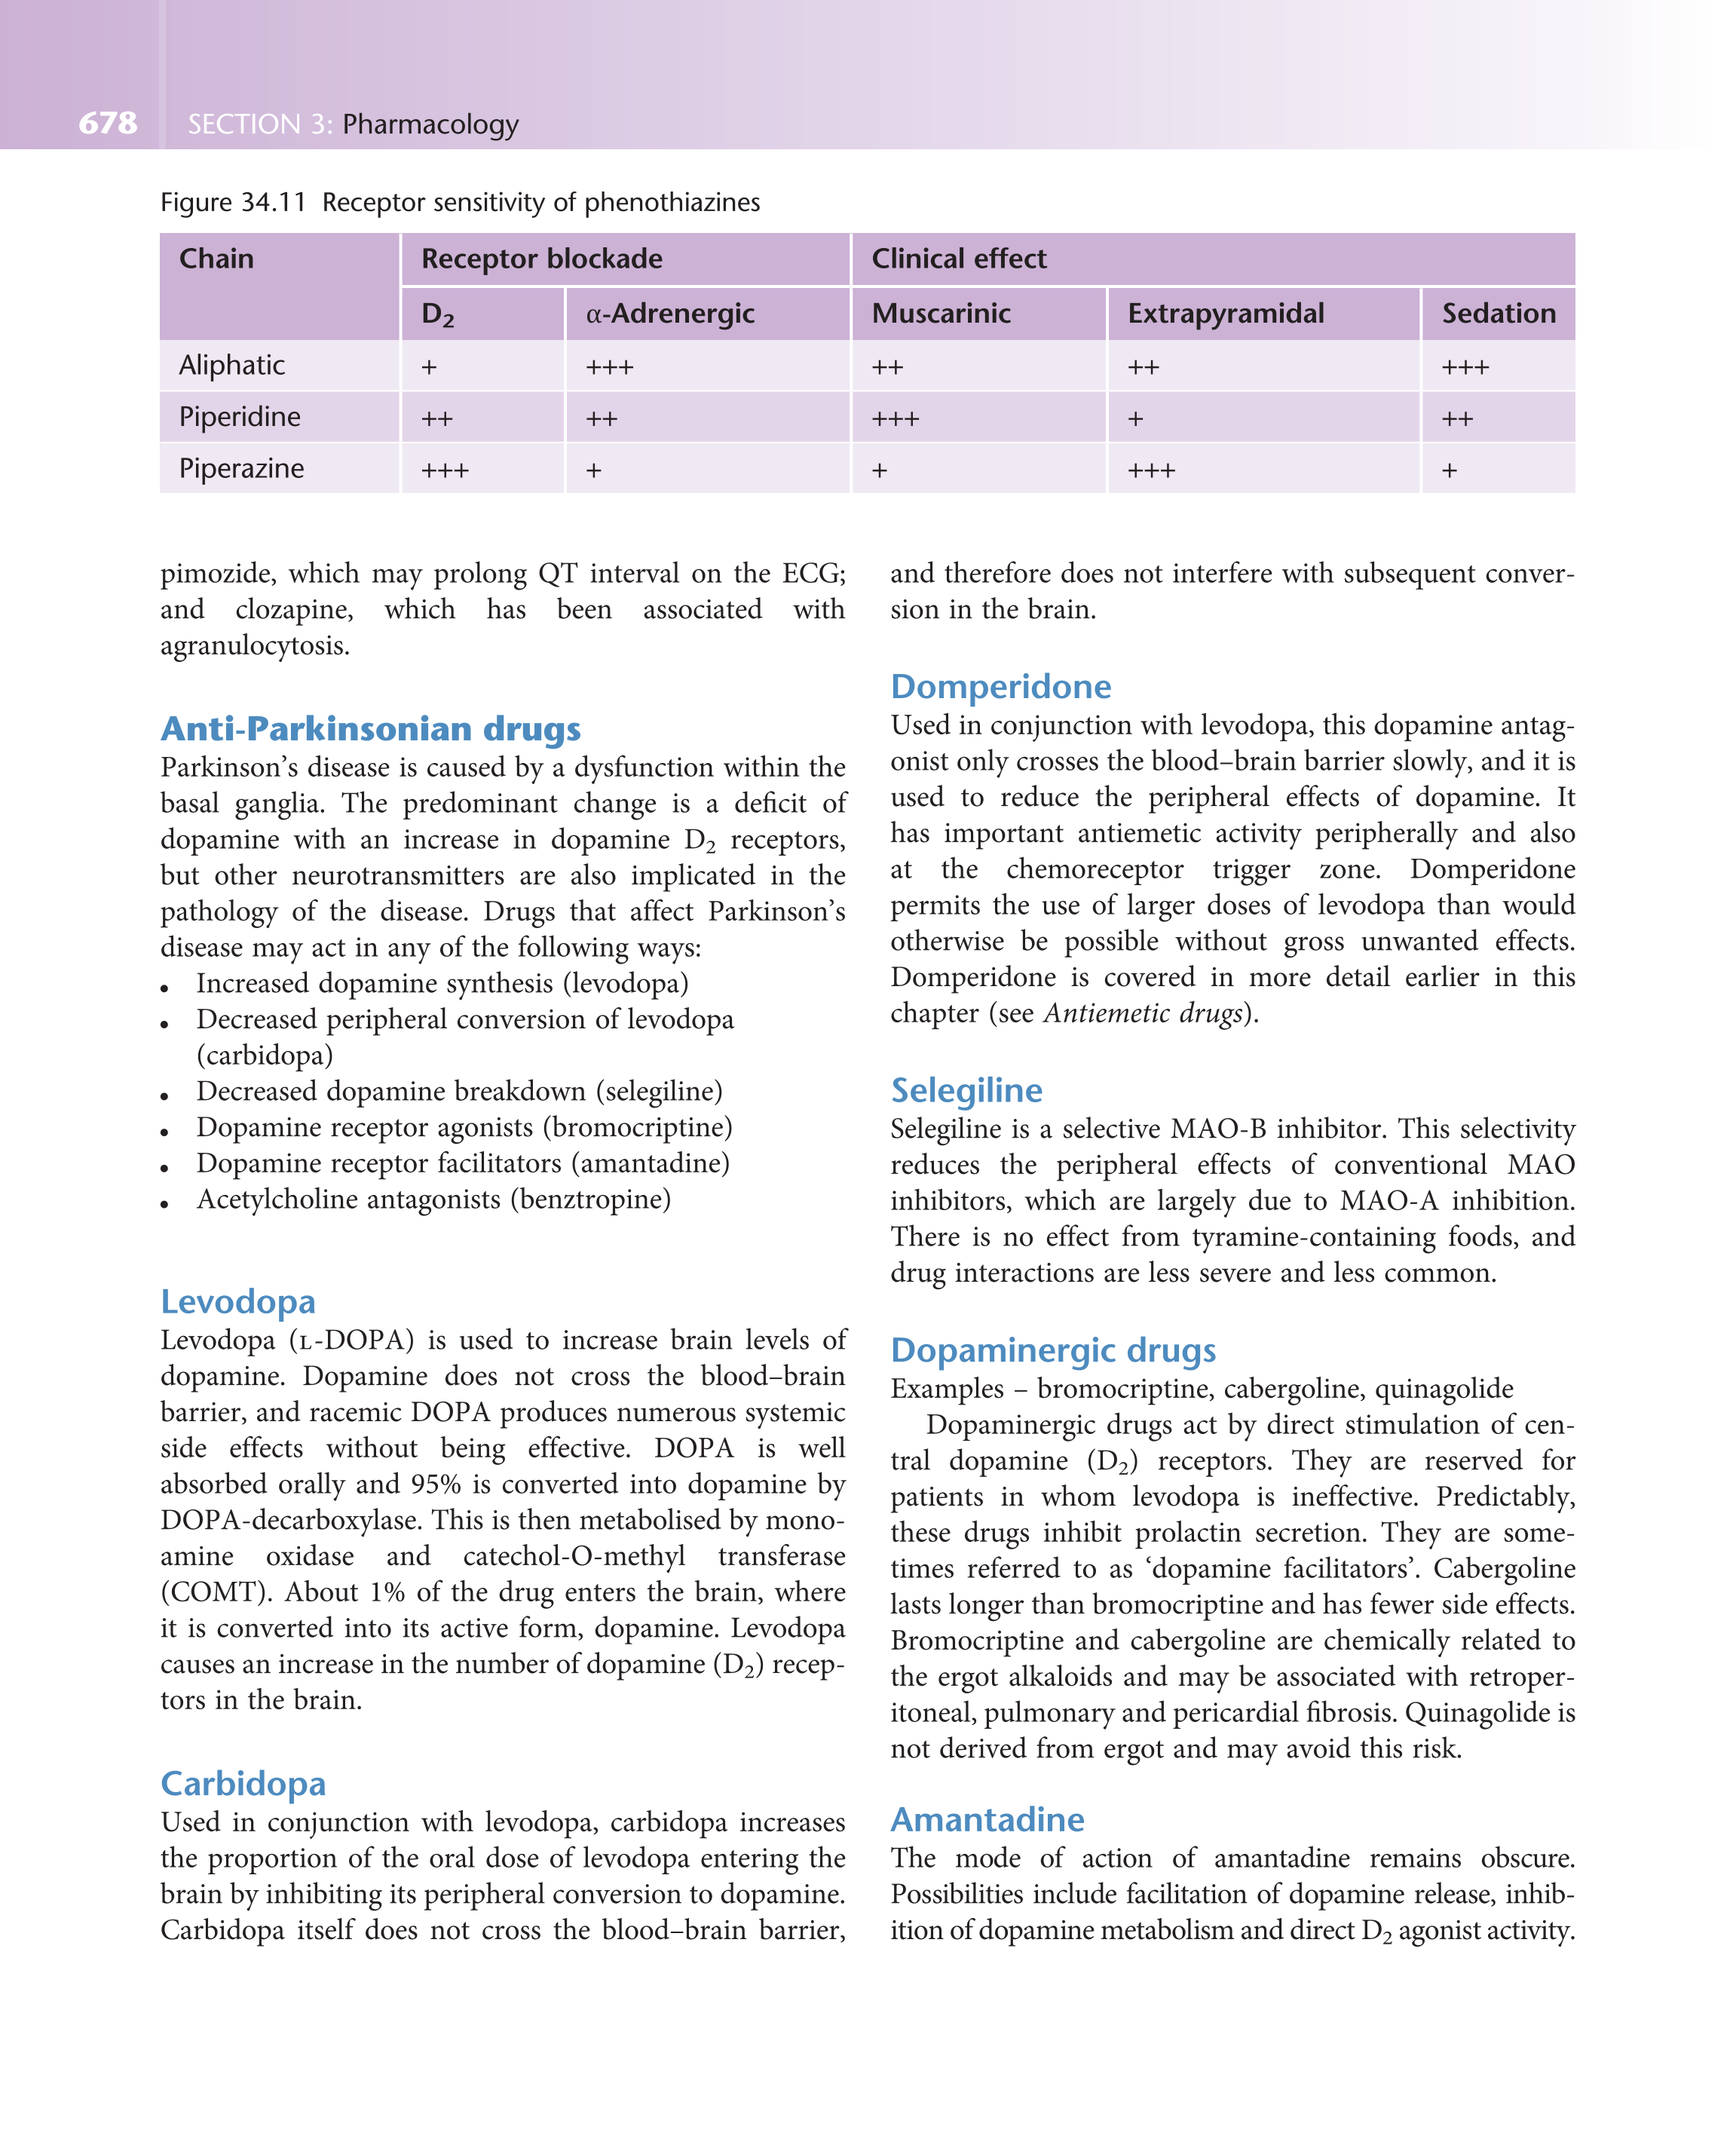 678 SECTION 3: Pharmacology
Figure 34.11 Receptor sensitivity of phenothiazines
Chain Receptor blockade Clinical effect
D₂ α-Adrenergic Muscarinic Extrapyramidal Sedation
Aliphatic + +++ ++ ++ +++
Piperidine ++ ++ +++ + ++
Piperazine +++ + + +++ +
pimozide, which may prolong QT interval on the ECG;
and clozapine, which has been associated with
agranulocytosis.
Anti-Parkinsonian drugs
Parkinson's disease is caused by a dysfunction within the
basal ganglia. The predominant change is a deficit of
dopamine with an increase in dopamine D₂ receptors,
but other neurotransmitters are also implicated in the
pathology of the disease. Drugs that affect Parkinson's
disease may act in any of the following ways:
• Increased dopamine synthesis (levodopa)
• Decreased peripheral conversion of levodopa
(carbidopa)
• Decreased dopamine breakdown (selegiline)
• Dopamine receptor agonists (bromocriptine)
• Dopamine receptor facilitators (amantadine)
• Acetylcholine antagonists (benztropine)
Levodopa
Levodopa (L-DOPA) is used to increase brain levels of
dopamine. Dopamine does not cross the blood–brain
barrier, and racemic DOPA produces numerous systemic
side effects without being effective. DOPA is well
absorbed orally and 95% is converted into dopamine by
DOPA-decarboxylase. This is then metabolised by mono-
amine oxidase and catechol-O-methyl transferase
(COMT). About 1% of the drug enters the brain, where
it is converted into its active form, dopamine. Levodopa
causes an increase in the number of dopamine (D₂) recep-
tors in the brain.
Carbidopa
Used in conjunction with levodopa, carbidopa increases
the proportion of the oral dose of levodopa entering the
brain by inhibiting its peripheral conversion to dopamine.
Carbidopa itself does not cross the blood–brain barrier,
and therefore does not interfere with subsequent conver-
sion in the brain.
Domperidone
Used in conjunction with levodopa, this dopamine antag-
onist only crosses the blood–brain barrier slowly, and it is
used to reduce the peripheral effects of dopamine. It
has important antiemetic activity peripherally and also
at the chemoreceptor trigger zone. Domperidone
permits the use of larger doses of levodopa than would
otherwise be possible without gross unwanted effects.
Domperidone is covered in more detail earlier in this
chapter (see Antiemetic drugs).
Selegiline
Selegiline is a selective MAO-B inhibitor. This selectivity
reduces the peripheral effects of conventional MAO
inhibitors, which are largely due to MAO-A inhibition.
There is no effect from tyramine-containing foods, and
drug interactions are less severe and less common.
Dopaminergic drugs
Examples – bromocriptine, cabergoline, quinagolide
Dopaminergic drugs act by direct stimulation of cen-
tral dopamine (D₂) receptors. They are reserved for
patients in whom levodopa is ineffective. Predictably,
these drugs inhibit prolactin secretion. They are some-
times referred to as 'dopamine facilitators'. Cabergoline
lasts longer than bromocriptine and has fewer side effects.
Bromocriptine and cabergoline are chemically related to
the ergot alkaloids and may be associated with retroper-
itoneal, pulmonary and pericardial fibrosis. Quinagolide is
not derived from ergot and may avoid this risk.
Amantadine
The mode of action of amantadine remains obscure.
Possibilities include facilitation of dopamine release, inhib-
ition of dopamine metabolism and direct D₂ agonist activity.